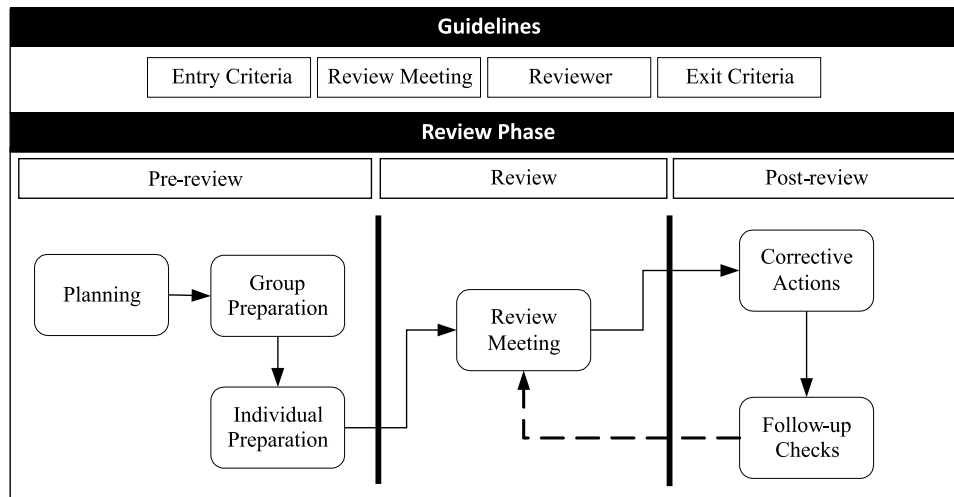 Guidelines
Entry Criteria
Review Meeting
Reviewer
Exit Criteria
Review Phase
Pre-review
Review
Post-review
Planning
Group
Preparation
Individual
Preparation
Review
Meeting
Corrective
Actions
Follow-up
Checks